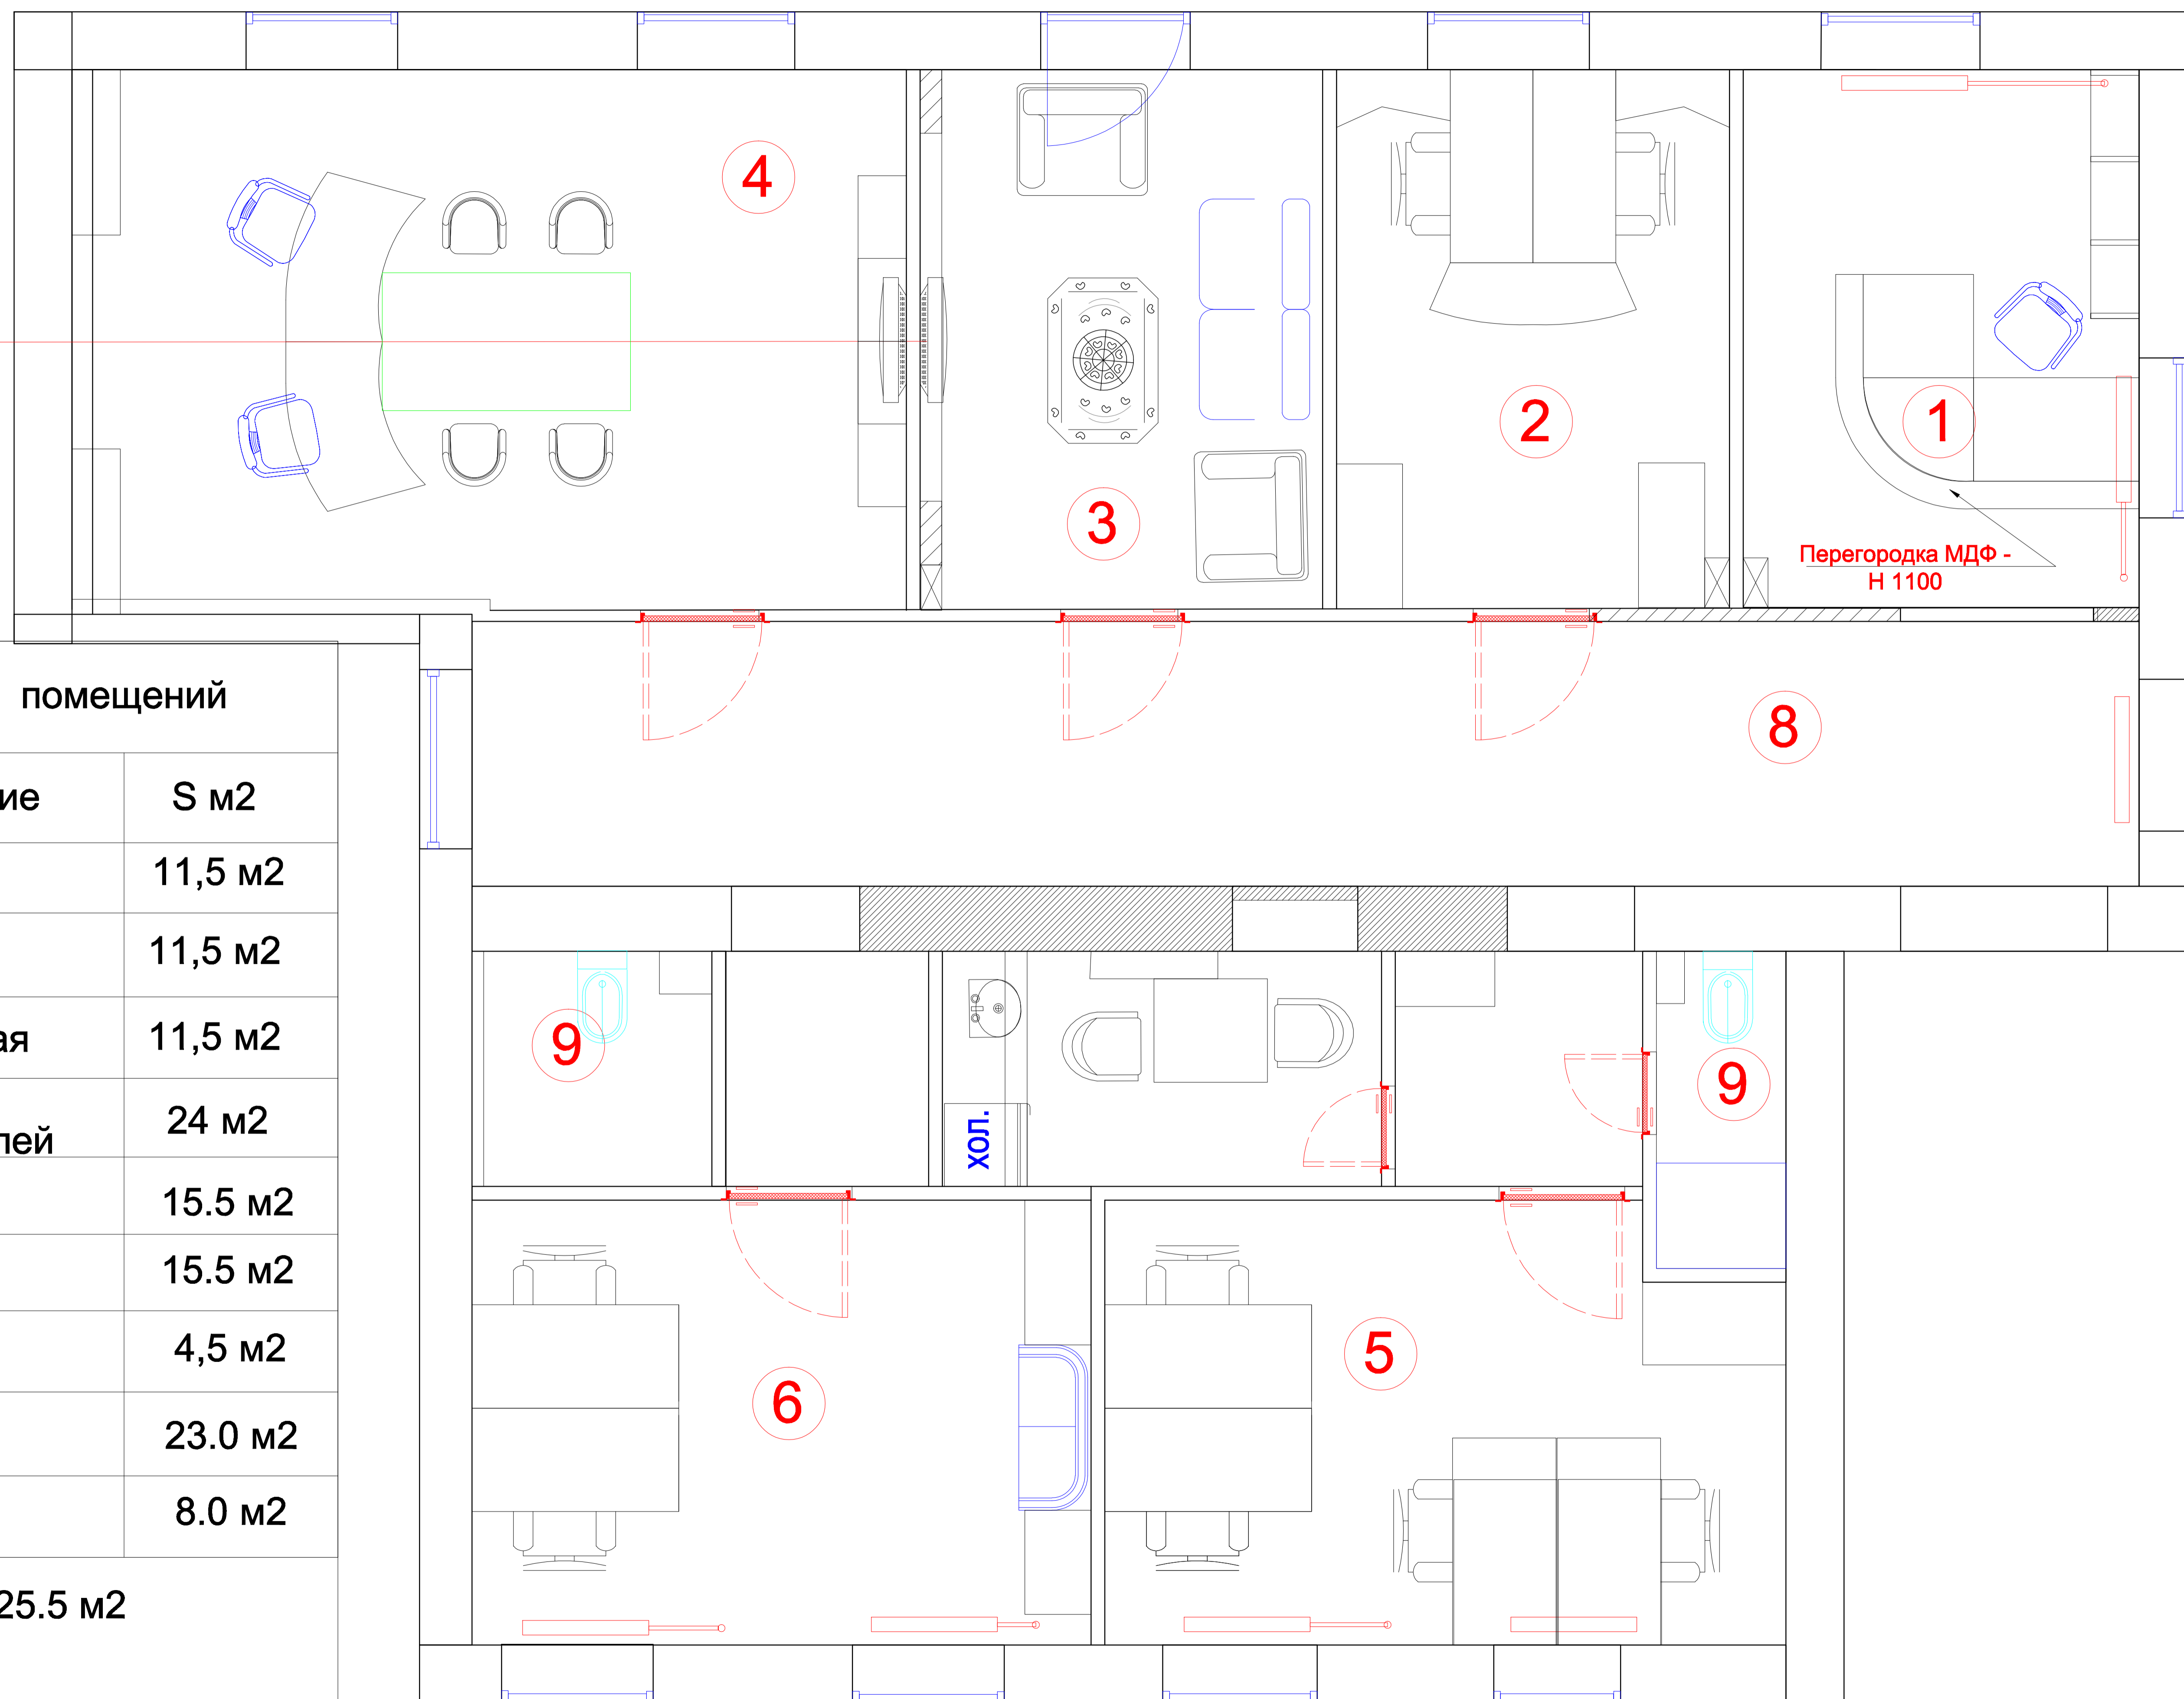 4
3
2
1
Перегородка МДФ -
Н 1100
8
9
хол.
9
6
5
помещений
ие S м2
11,5 м2
11,5 м2
ая 11,5 м2
24 м2
лей
15.5 м2
15.5 м2
4,5 м2
23.0 м2
8.0 м2
25.5 м2